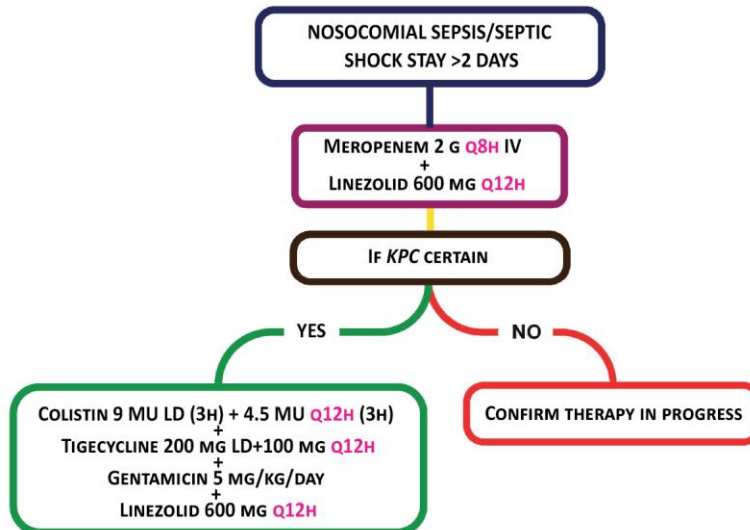 NOSOCOMIAL SEPSIS/SEPTIC
SHOCK STAY >2 DAYS
MEROPENEM 2 G Q8H IV
+
LINEZOLID 600 MG Q12H
IF KPC CERTAIN
YES
NO
COLISTIN 9 MU LD (3H) + 4.5 MU Q12H (3H)
+
TIGECYCLINE 200 MG LD+100 MG Q12H
+
GENTAMICIN 5 MG/KG/DAY
+
LINEZOLID 600 MG Q12H
CONFIRM THERAPY IN PROGRESS